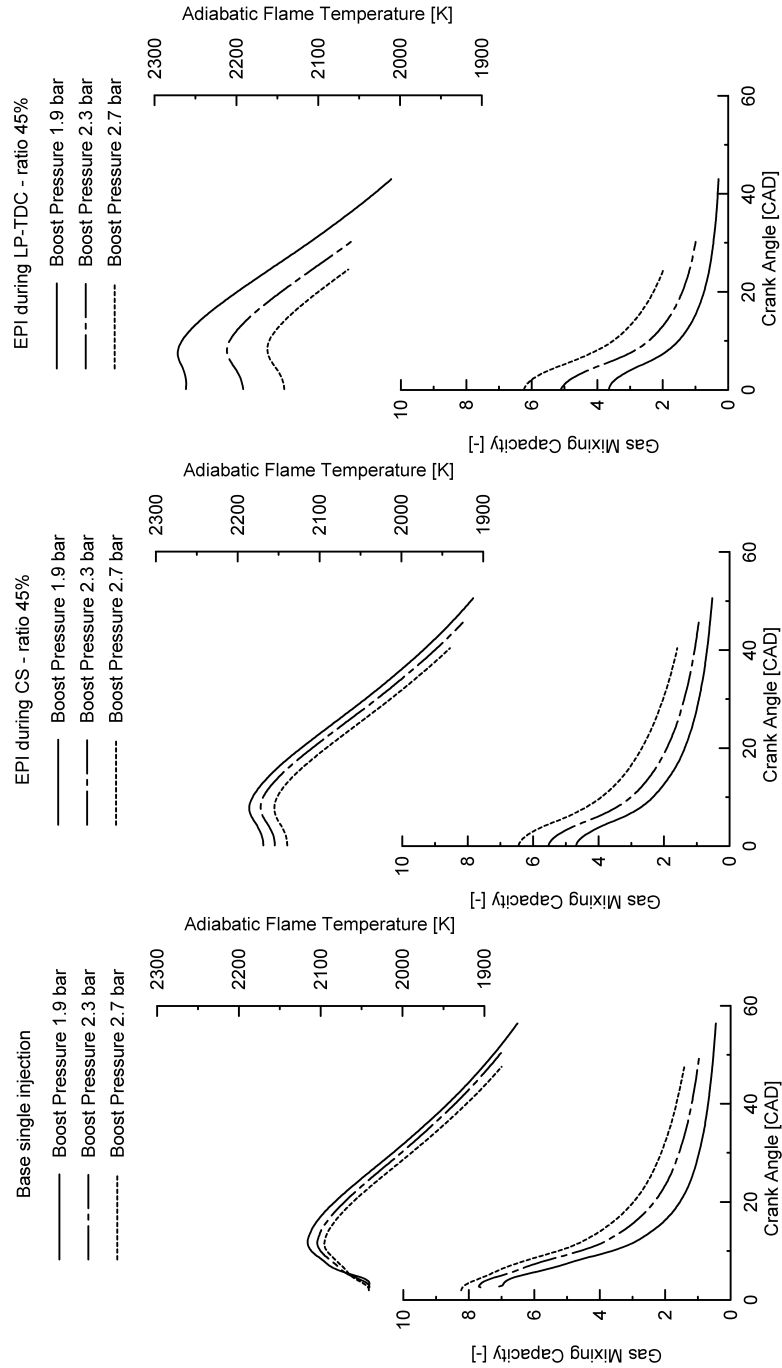 Base single injection
Boost Pressure 1.9 bar
Boost Pressure 2.3 bar
Boost Pressure 2.7 bar
2300
2200
2100
2000
1900
Adiabatic Flame Temperature [K]
10
8
6
4
2
0
Gas Mixing Capacity [-]
0
20
40
60
Crank Angle [CAD]
EPI during CS - ratio 45%
Boost Pressure 1.9 bar
Boost Pressure 2.3 bar
Boost Pressure 2.7 bar
2300
2200
2100
2000
1900
Adiabatic Flame Temperature [K]
10
8
6
4
2
0
Gas Mixing Capacity [-]
0
20
40
60
Crank Angle [CAD]
EPI during LP-TDC - ratio 45%
Boost Pressure 1.9 bar
Boost Pressure 2.3 bar
Boost Pressure 2.7 bar
2300
2200
2100
2000
1900
Adiabatic Flame Temperature [K]
10
8
6
4
2
0
Gas Mixing Capacity [-]
0
20
40
60
Crank Angle [CAD]